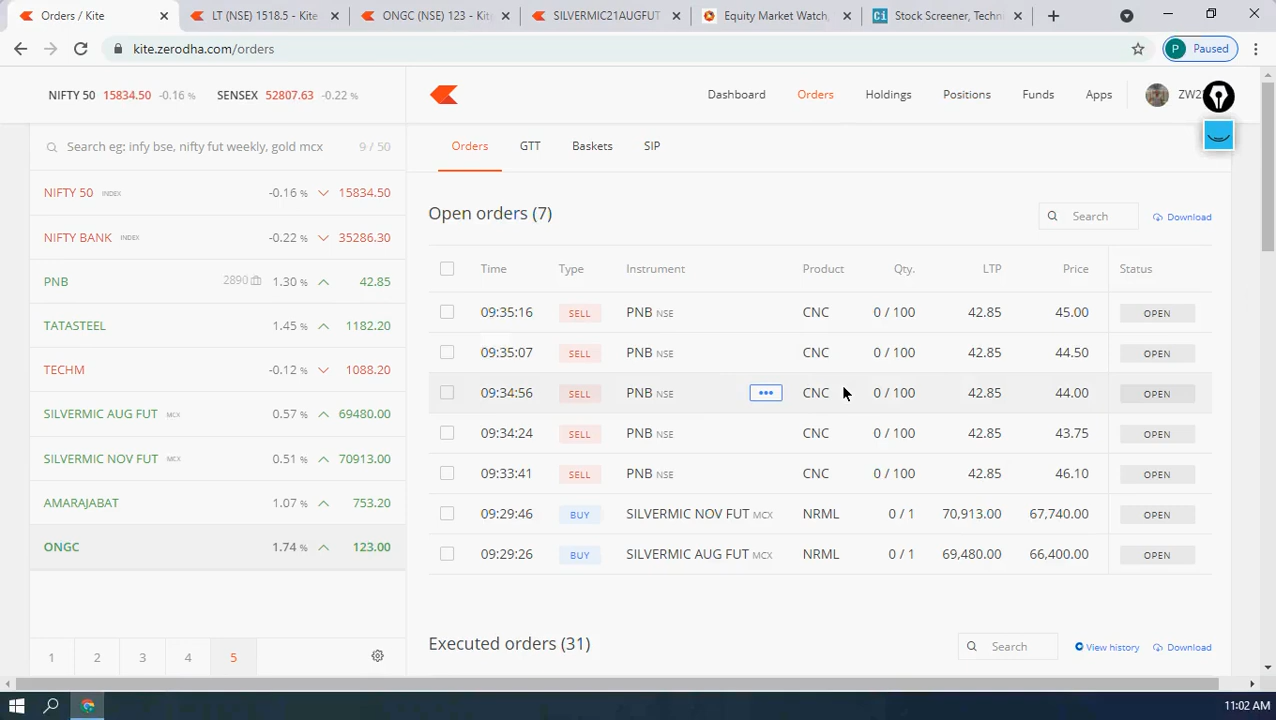 Orders / Kite
LT (NSE) 1518.5 - Kite
ONGC (NSE) 123 - Kite
SILVERMIC21AUGFUT
Equity Market Watch,
Ci
Stock Screener, Techni
kite.zerodha.com/orders
P
Paused
NIFTY 50 15834.50 -0.16 % SENSEX 52807.63 -0.22 %
Dashboard Orders Holdings Positions Funds Apps
Search eg: infy bse, nifty fut weekly, gold mcx 9 / 50
Orders GTT Baskets SIP
NIFTY 50 INDEX -0.16 % 15834.50
NIFTY BANK INDEX -0.22 % 35286.30
PNB 2890 1.30 % 42.85
TATASTEEL 1.45 % 1182.20
TECHM -0.12 % 1088.20
SILVERMIC AUG FUT MCX 0.57 % 69480.00
SILVERMIC NOV FUT MCX 0.51 % 70913.00
AMARAJABAT 1.07 % 753.20
ONGC 1.74 % 123.00
1 2 3 4 5
Open orders (7) Search Download
Time Type Instrument Product Qty. LTP Price Status
09:35:16 SELL PNB NSE CNC 0 / 100 42.85 45.00 OPEN
09:35:07 SELL PNB NSE CNC 0 / 100 42.85 44.50 OPEN
09:34:56 SELL PNB NSE CNC 0 / 100 42.85 44.00 OPEN
09:34:24 SELL PNB NSE CNC 0 / 100 42.85 43.75 OPEN
09:33:41 SELL PNB NSE CNC 0 / 100 42.85 46.10 OPEN
09:29:46 BUY SILVERMIC NOV FUT MCX NRML 0 / 1 70,913.00 67,740.00 OPEN
09:29:26 BUY SILVERMIC AUG FUT MCX NRML 0 / 1 69,480.00 66,400.00 OPEN
Executed orders (31) Search View history Download
11:02 AM